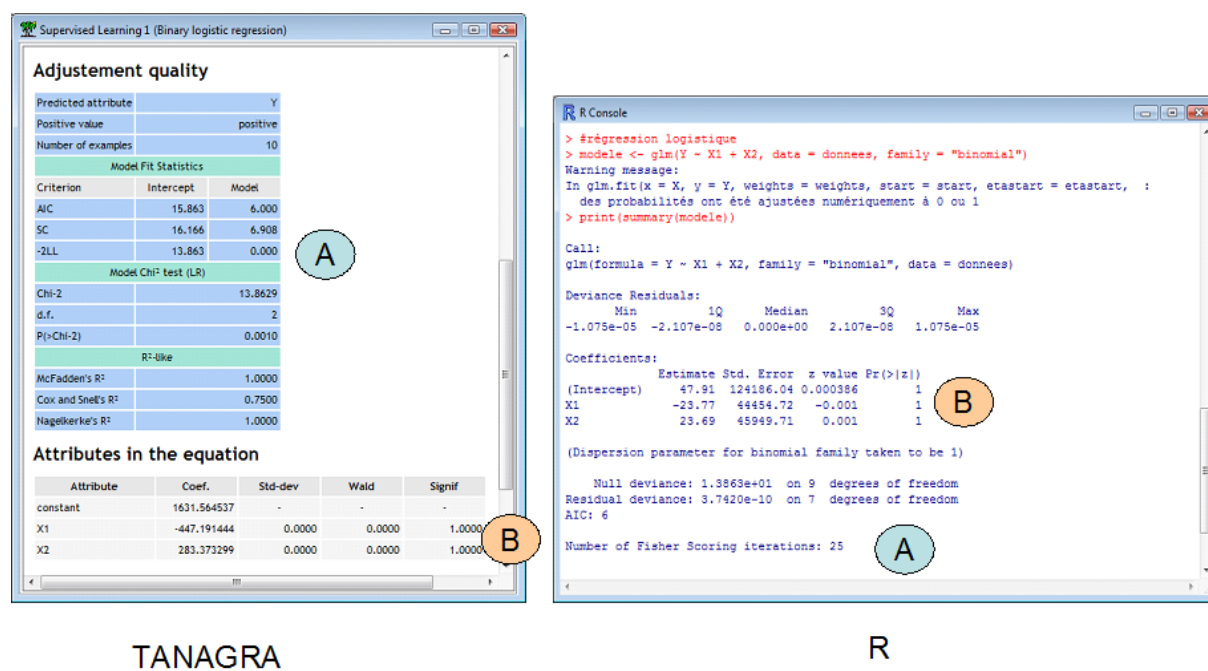 Supervised Learning 1 (Binary logistic regression)
Adjustement quality
Predicted attribute Y
Positive value positive
Number of examples 10
Model Fit Statistics
Criterion Intercept Model
AIC 15.863 6.000
SC 16.166 6.908
-2LL 13.863 0.000
A
Model Chi² test (LR)
Chi-2 13.8629
d.f. 2
P(>Chi-2) 0.0010
R²-like
McFadden's R² 1.0000
Cox and Snell's R² 0.7500
Nagelkerke's R² 1.0000
Attributes in the equation
Attribute Coef. Std-dev Wald Signif
constant 1631.564537 - - -
X1 -447.191444 0.0000 0.0000 1.0000
X2 283.373299 0.0000 0.0000 1.0000
B
TANAGRA
R Console
> #régression logistique
> modele <- glm(Y ~ X1 + X2, data = donnees, family = "binomial")
Warning message:
In glm.fit(x = X, y = Y, weights = weights, start = start, etastart = etastart, :
des probabilités ont été ajustées numériquement à 0 ou 1
> print(summary(modele))
Call:
glm(formula = Y ~ X1 + X2, family = "binomial", data = donnees)
Deviance Residuals:
Min 1Q Median 3Q Max
-1.075e-05 -2.107e-08 0.000e+00 2.107e-08 1.075e-05
Coefficients:
Estimate Std. Error z value Pr(>|z|)
(Intercept) 47.91 124186.04 0.000386 1
X1 -23.77 44454.72 -0.001 1
X2 23.69 45949.71 0.001 1
B
(Dispersion parameter for binomial family taken to be 1)
Null deviance: 1.3863e+01 on 9 degrees of freedom
Residual deviance: 3.7420e-10 on 7 degrees of freedom
AIC: 6
Number of Fisher Scoring iterations: 25
A
R